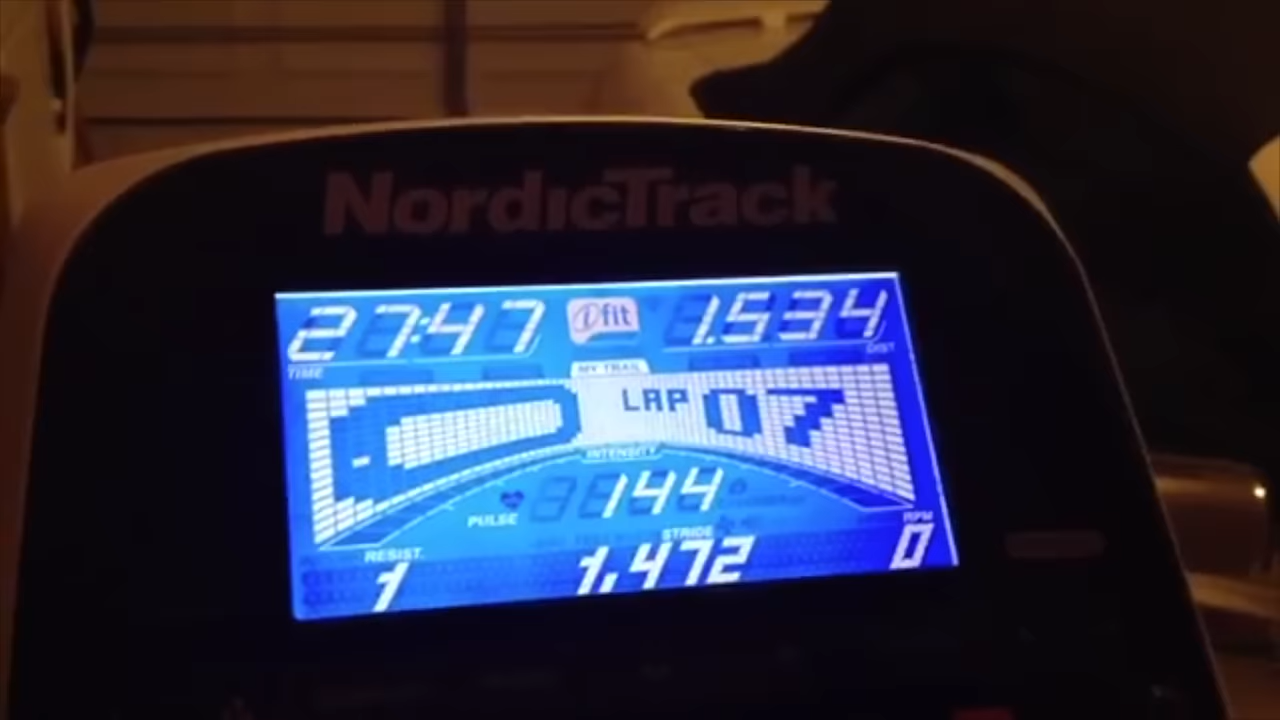 NordicTrack
27:47 ifit 1.534
TIME DIST
MY TRAIL
LAP 07
INTENSITY
144
PULSE
RESIST. STRIDE RPM
1 1,472 0